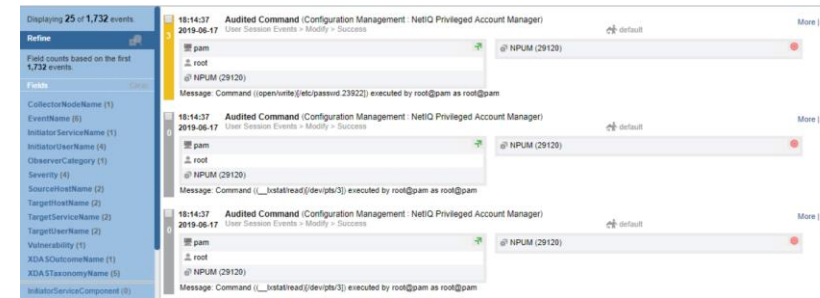 Displaying 25 of 1,732 events.
Refine
Field counts based on the first
1,732 events.
Fields
Clear
CollectorNodeName (1)
EventName (6)
InitiatorServiceName (1)
InitiatorUserName (4)
ObserverCategory (1)
Severity (4)
SourceHostName (2)
TargetHostName (2)
TargetServiceName (2)
TargetUserName (2)
Vulnerability (1)
XDASOutcomeName (1)
XDASTaxonomyName (5)
InitiatorServiceComponent (0)
18:14:37 Audited Command (Configuration Management : NetIQ Privileged Account Manager) More |
3 2019-06-17 User Session Events > Modify > Success default
pam NPUM (29120)
root
NPUM (29120)
Message: Command ((open/write)[/etc/passwd.23922]) executed by root@pam as root@pam
18:14:37 Audited Command (Configuration Management : NetIQ Privileged Account Manager) More |
0 2019-06-17 User Session Events > Modify > Success default
pam NPUM (29120)
root
NPUM (29120)
Message: Command ((__lxstat/read)[/dev/pts/3]) executed by root@pam as root@pam
18:14:37 Audited Command (Configuration Management : NetIQ Privileged Account Manager) More |
0 2019-06-17 User Session Events > Modify > Success default
pam NPUM (29120)
root
NPUM (29120)
Message: Command ((__lxstat/read)[/dev/pts/3]) executed by root@pam as root@pam